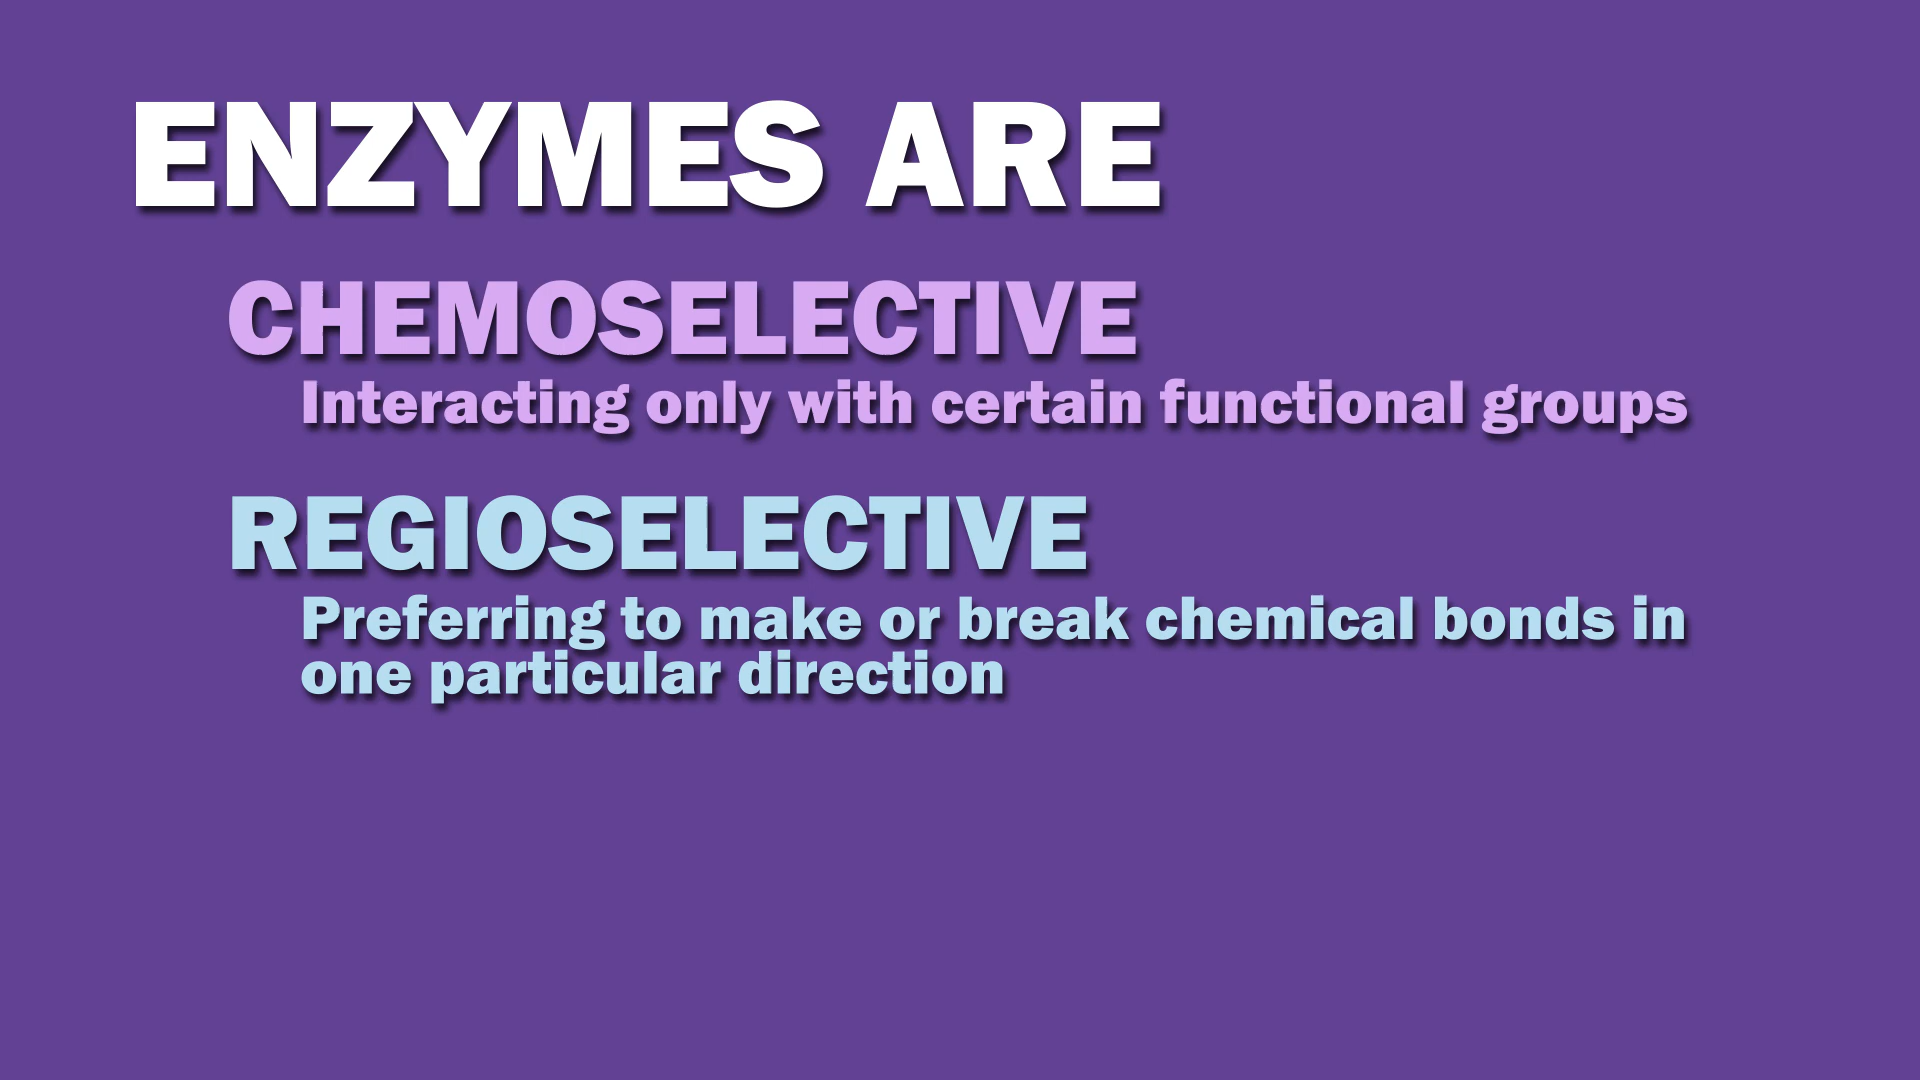 ENZYMES ARE
CHEMOSELECTIVE
Interacting only with certain functional groups
REGIOSELECTIVE
Preferring to make or break chemical bonds in
one particular direction